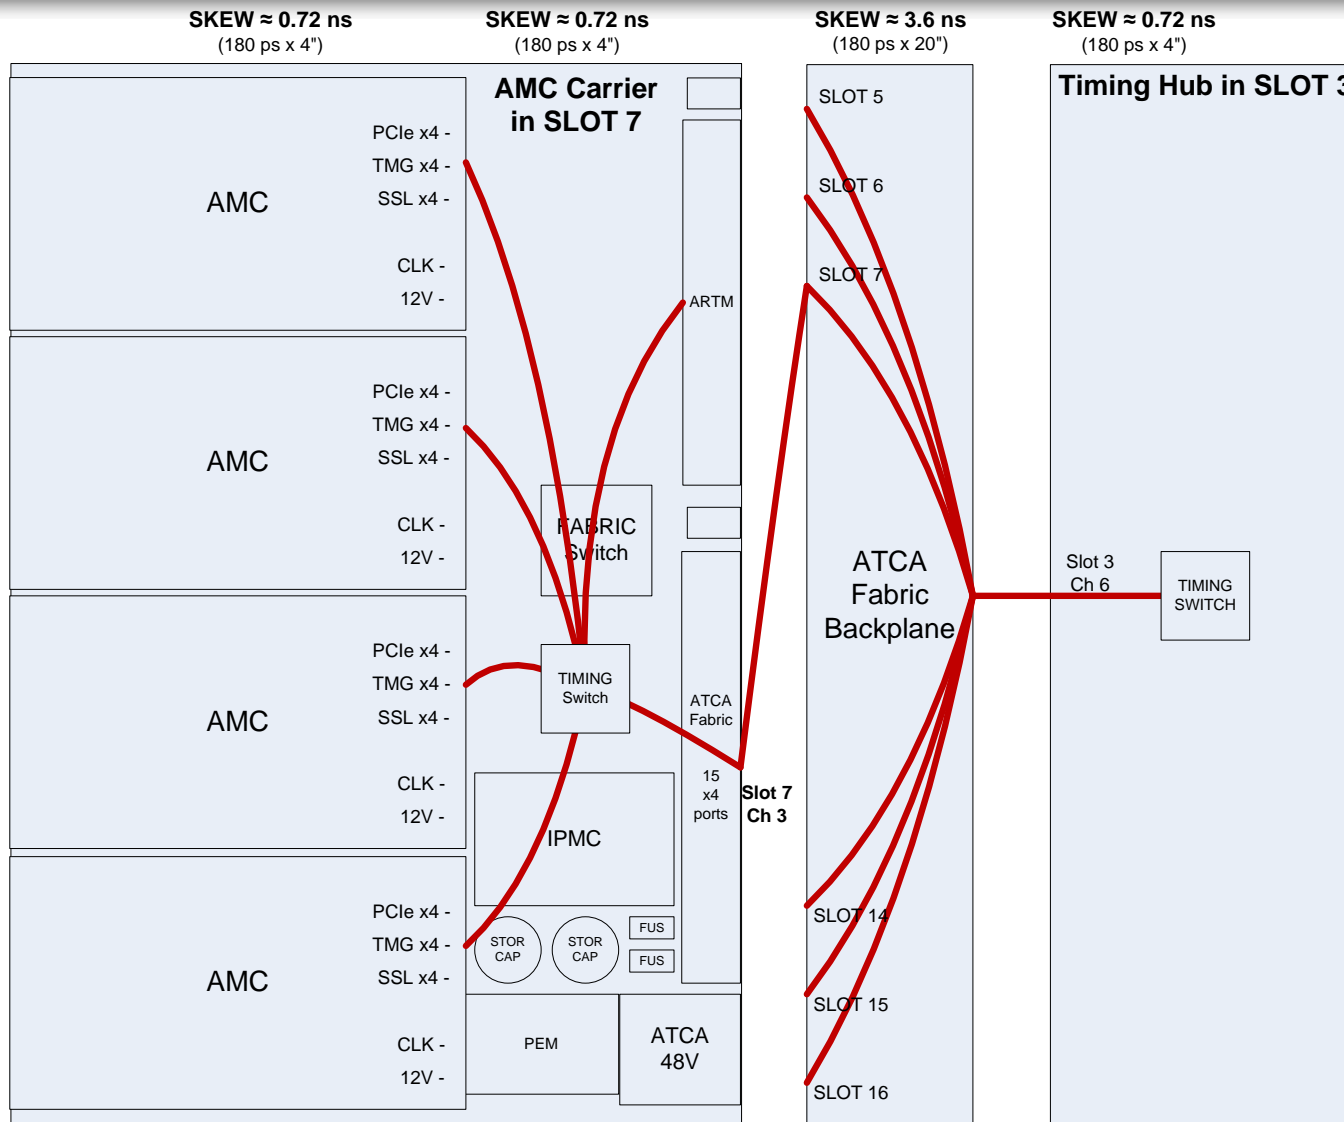 SKEW ≈ 0.72 ns
(180 ps x 4")
SKEW ≈ 0.72 ns
(180 ps x 4")
SKEW ≈ 3.6 ns
(180 ps x 20")
SKEW ≈ 0.72 ns
(180 ps x 4")
AMC Carrier
in SLOT 7
Timing Hub in SLOT 3
AMC
PCIe x4 -
TMG x4 -
SSL x4 -
CLK -
12V -
AMC
PCIe x4 -
TMG x4 -
SSL x4 -
CLK -
12V -
AMC
PCIe x4 -
TMG x4 -
SSL x4 -
CLK -
12V -
AMC
PCIe x4 -
TMG x4 -
SSL x4 -
CLK -
12V -
ARTM
FABRIC
Switch
TIMING
Switch
ATCA
Fabric
15
x4
ports
Slot 7
Ch 3
IPMC
STOR
CAP
STOR
CAP
FUS
FUS
PEM
ATCA
48V
SLOT 5
SLOT 6
SLOT 7
ATCA
Fabric
Backplane
SLOT 14
SLOT 15
SLOT 16
Slot 3
Ch 6
TIMING
SWITCH